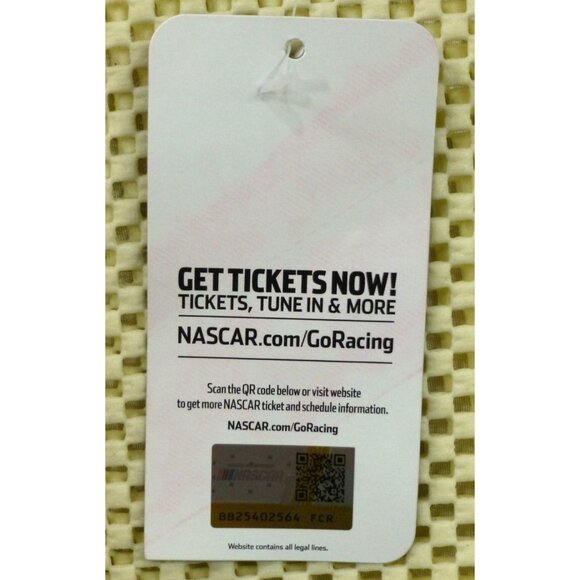 GET TICKETS NOW!
TICKETS, TUNE IN & MORE
NASCAR.com/GoRacing
Scan the QR code below or visit website
to get more NASCAR ticket and schedule information.
NASCAR.com/GoRacing
NASCAR
BB25402564 FCR
Website contains all legal lines.